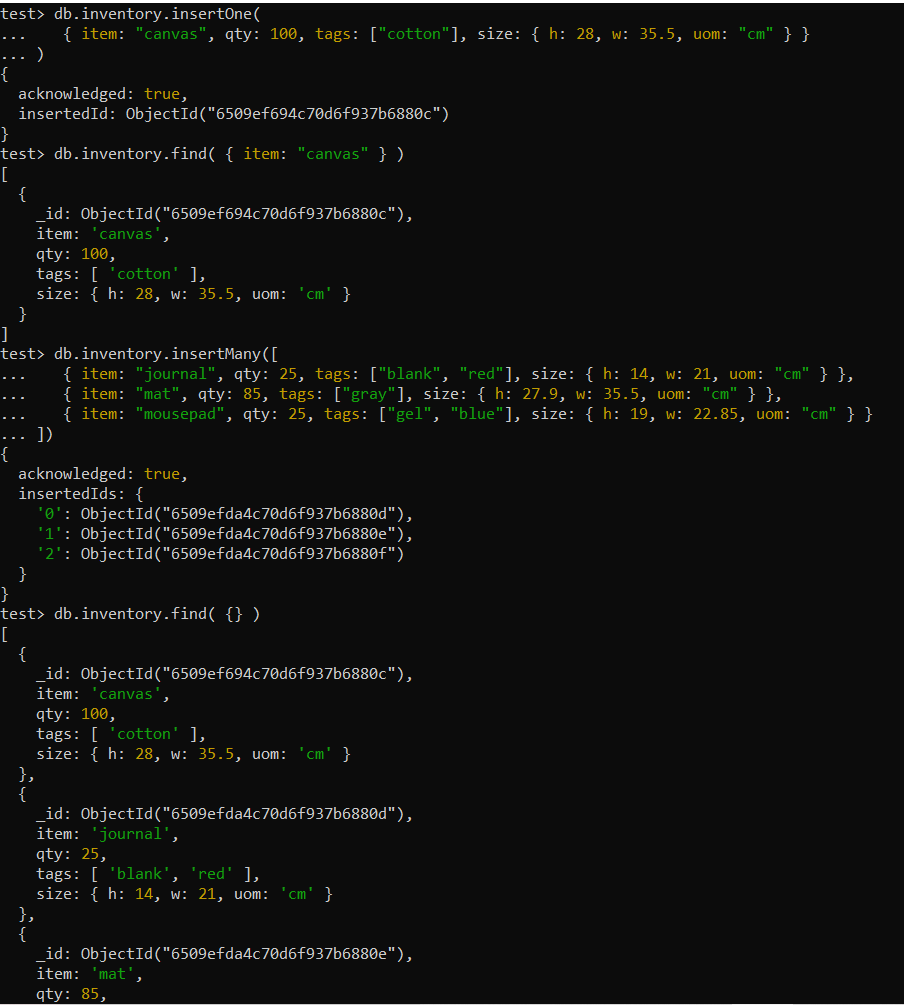 test> db.inventory.insertOne(
...    { item: "canvas", qty: 100, tags: ["cotton"], size: { h: 28, w: 35.5, uom: "cm" } }
... )
{
  acknowledged: true,
  insertedId: ObjectId("6509ef694c70d6f937b6880c")
}
test> db.inventory.find( { item: "canvas" } )
[
  {
    _id: ObjectId("6509ef694c70d6f937b6880c"),
    item: 'canvas',
    qty: 100,
    tags: [ 'cotton' ],
    size: { h: 28, w: 35.5, uom: 'cm' }
  }
]
test> db.inventory.insertMany([
...    { item: "journal", qty: 25, tags: ["blank", "red"], size: { h: 14, w: 21, uom: "cm" } },
...    { item: "mat", qty: 85, tags: ["gray"], size: { h: 27.9, w: 35.5, uom: "cm" } },
...    { item: "mousepad", qty: 25, tags: ["gel", "blue"], size: { h: 19, w: 22.85, uom: "cm" } }
... ])
{
  acknowledged: true,
  insertedIds: {
    '0': ObjectId("6509efda4c70d6f937b6880d"),
    '1': ObjectId("6509efda4c70d6f937b6880e"),
    '2': ObjectId("6509efda4c70d6f937b6880f")
  }
}
test> db.inventory.find( {} )
[
  {
    _id: ObjectId("6509ef694c70d6f937b6880c"),
    item: 'canvas',
    qty: 100,
    tags: [ 'cotton' ],
    size: { h: 28, w: 35.5, uom: 'cm' }
  },
  {
    _id: ObjectId("6509efda4c70d6f937b6880d"),
    item: 'journal',
    qty: 25,
    tags: [ 'blank', 'red' ],
    size: { h: 14, w: 21, uom: 'cm' }
  },
  {
    _id: ObjectId("6509efda4c70d6f937b6880e"),
    item: 'mat',
    qty: 85,